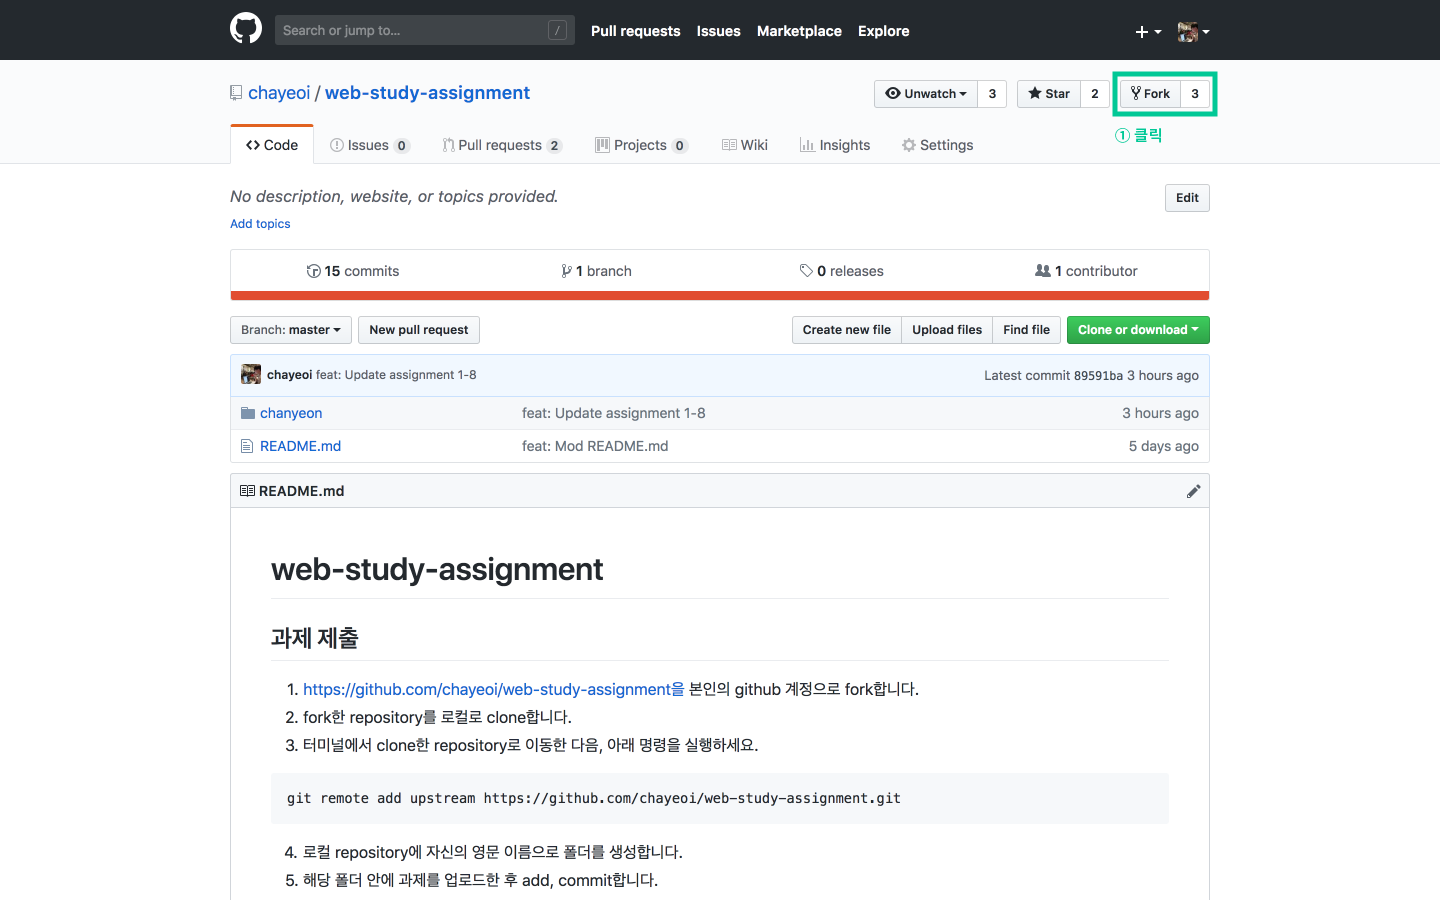 Search or jump to... /
Pull requests Issues Marketplace Explore
chayeoi / web-study-assignment
Unwatch 3 Star 2 Fork 3
① 클릭
Code Issues 0 Pull requests 2 Projects 0 Wiki Insights Settings
No description, website, or topics provided.
Edit
Add topics
15 commits 1 branch 0 releases 1 contributor
Branch: master New pull request Create new file Upload files Find file Clone or download
chayeoi feat: Update assignment 1-8 Latest commit 89591ba 3 hours ago
chanyeon feat: Update assignment 1-8 3 hours ago
README.md feat: Mod README.md 5 days ago
README.md
web-study-assignment
과제 제출
1. https://github.com/chayeoi/web-study-assignment을 본인의 github 계정으로 fork합니다.
2. fork한 repository를 로컬로 clone합니다.
3. 터미널에서 clone한 repository로 이동한 다음, 아래 명령을 실행하세요.
git remote add upstream https://github.com/chayeoi/web-study-assignment.git
4. 로컬 repository에 자신의 영문 이름으로 폴더를 생성합니다.
5. 해당 폴더 안에 과제를 업로드한 후 add, commit합니다.